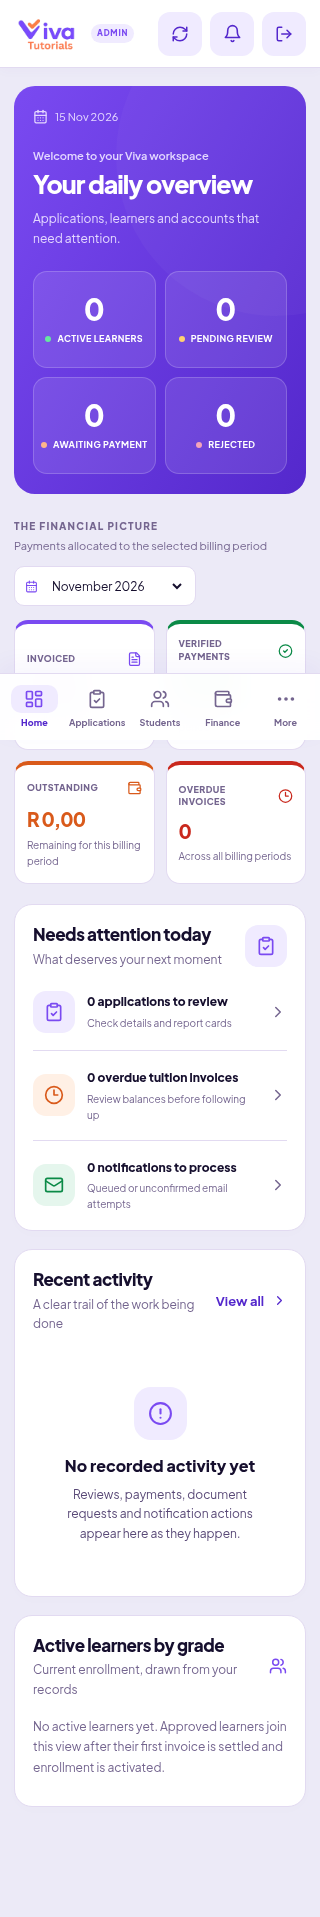 Viva
Tutorials
ADMIN
15 Nov 2026
Welcome to your Viva workspace
Your daily overview
Applications, learners and accounts that
need attention.
0
ACTIVE LEARNERS
0
PENDING REVIEW
0
AWAITING PAYMENT
0
REJECTED
THE FINANCIAL PICTURE
Payments allocated to the selected billing period
November 2026
INVOICED
VERIFIED
PAYMENTS
Home
Applications
Students
Finance
More
OUTSTANDING
R0,00
Remaining for this billing
period
OVERDUE
INVOICES
0
Across all billing periods
Needs attention today
What deserves your next moment
0 applications to review
Check details and report cards
0 overdue tuition invoices
Review balances before following
up
0 notifications to process
Queued or unconfirmed email
attempts
Recent activity
A clear trail of the work being
done
View all
No recorded activity yet
Reviews, payments, document
requests and notification actions
appear here as they happen.
Active learners by grade
Current enrollment, drawn from your
records
No active learners yet. Approved learners join
this view after their first invoice is settled and
enrollment is activated.